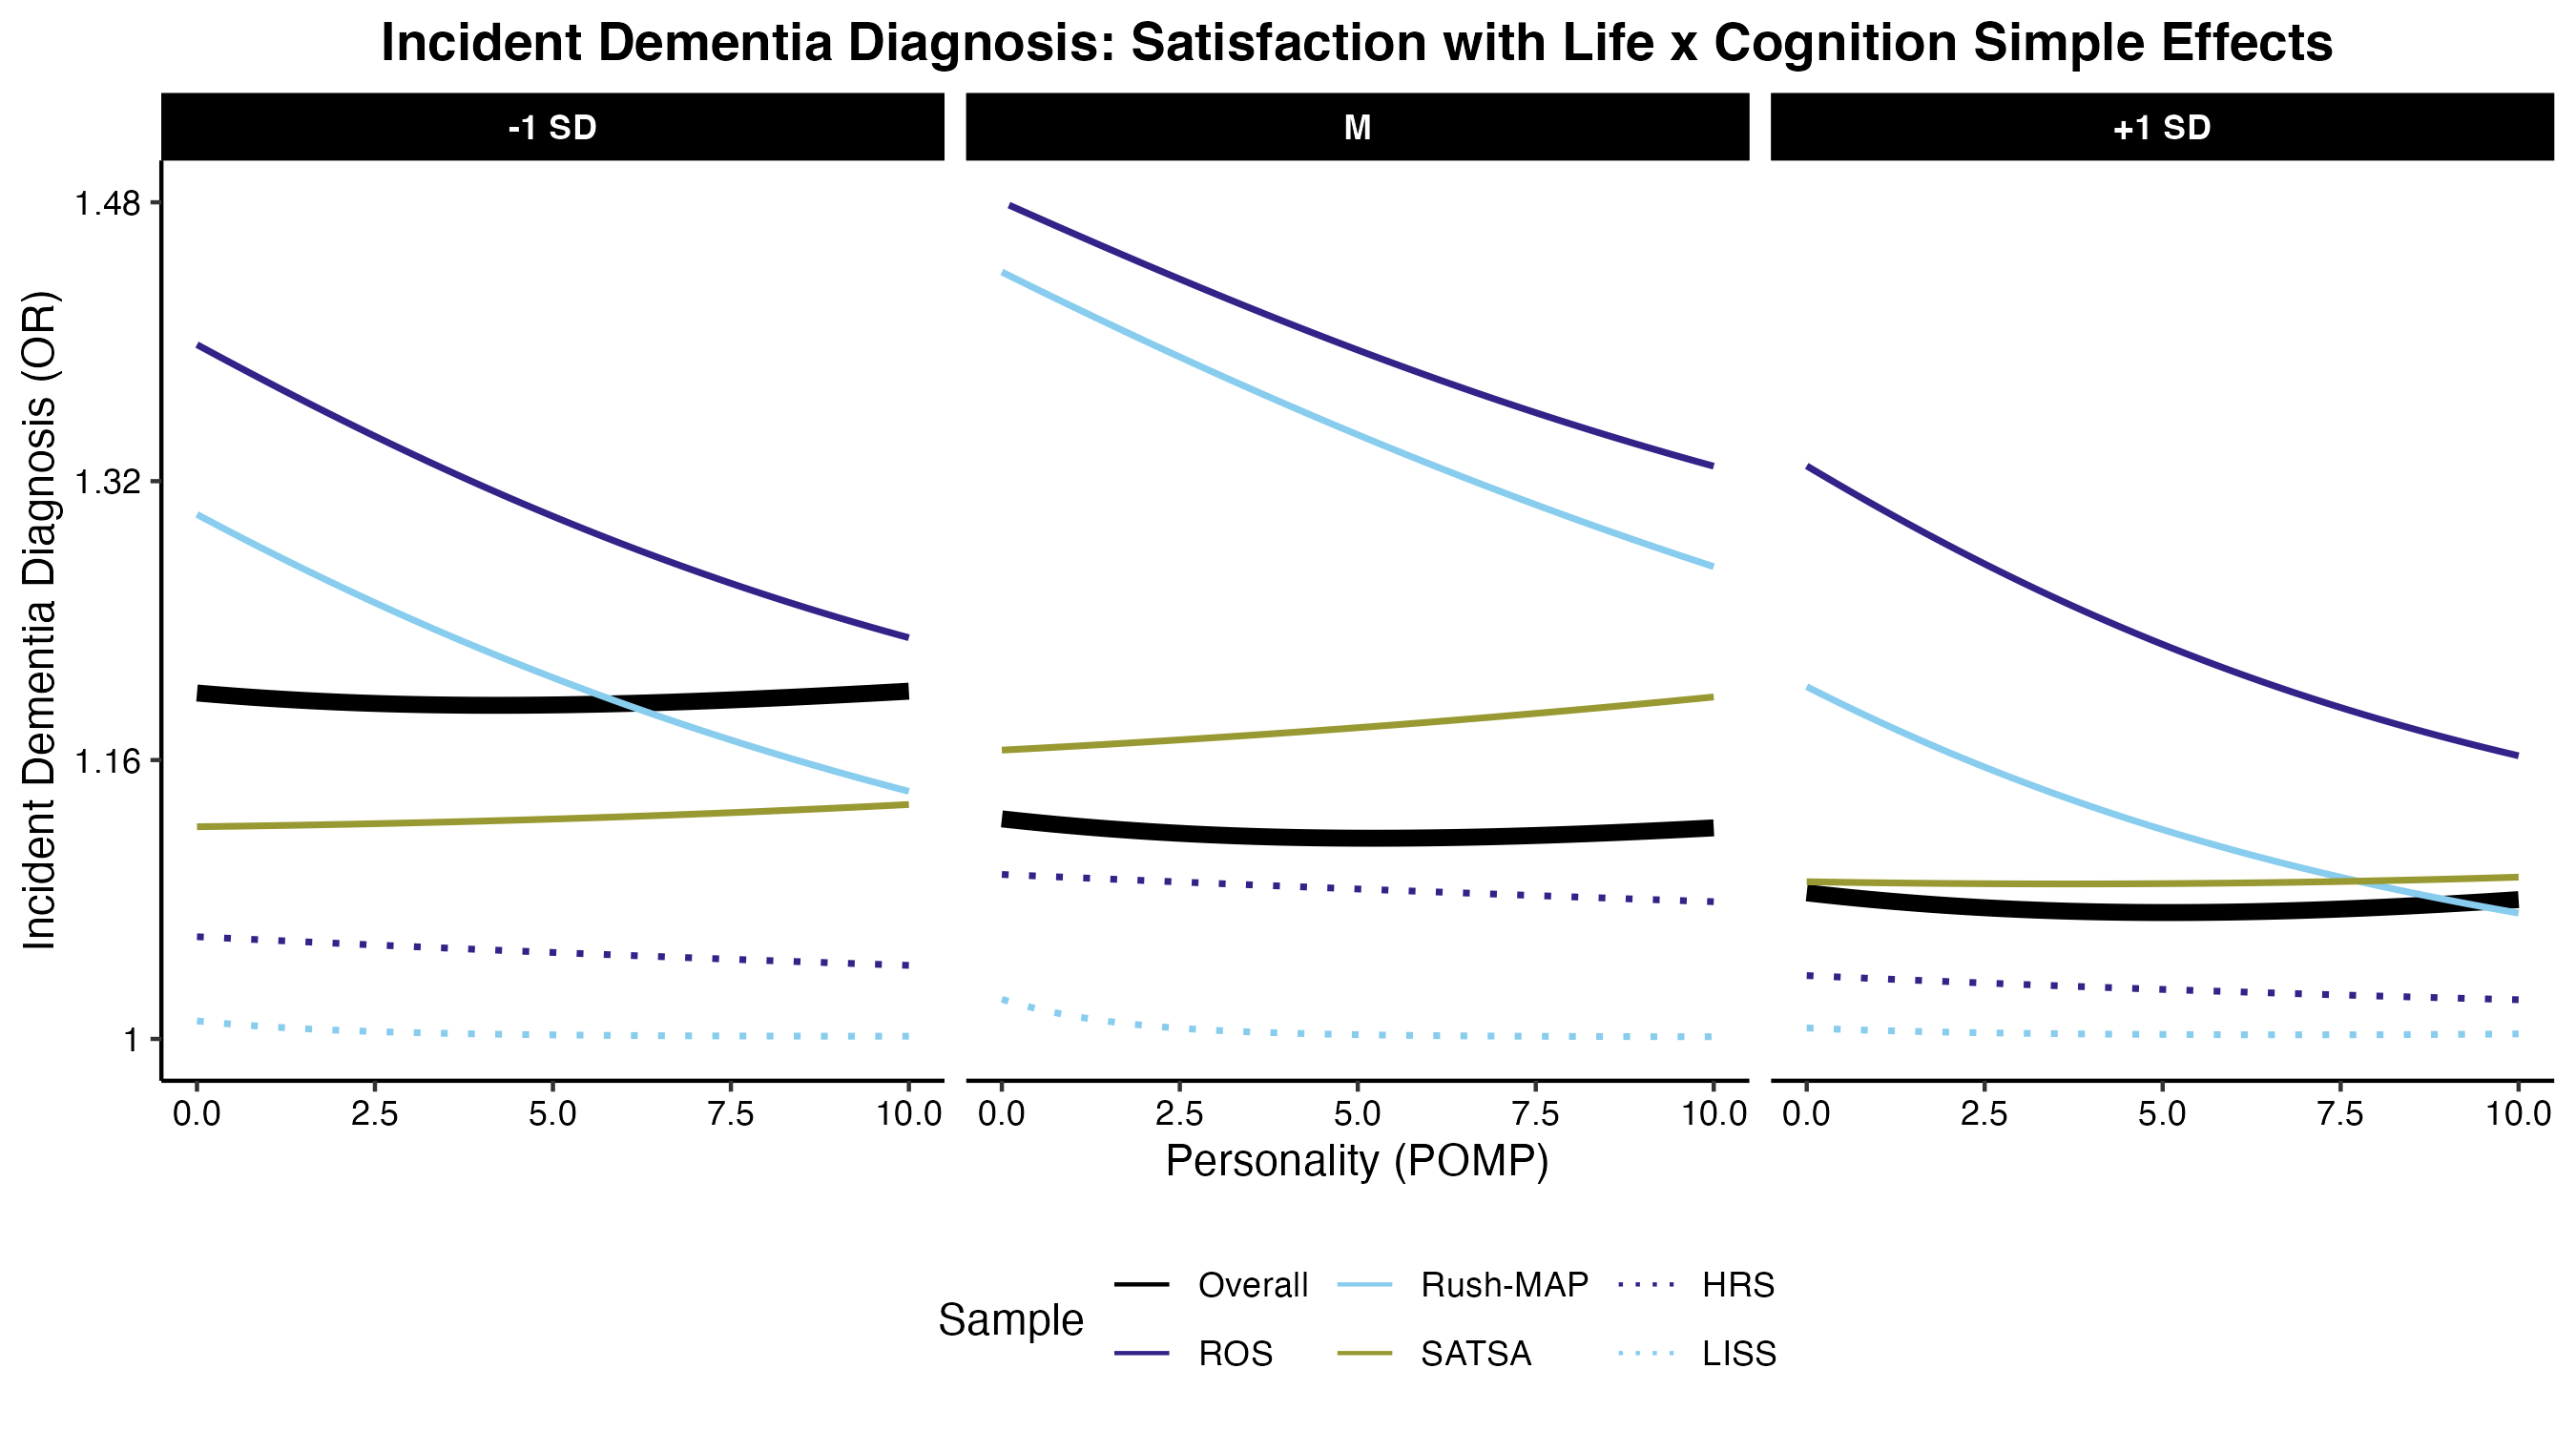 Incident Dementia Diagnosis: Satisfaction with Life x Cognition Simple Effects
-1 SD M +1 SD
Incident Dementia Diagnosis (OR)
1.48
1.32
1.16
1
0.0 2.5 5.0 7.5 10.0 0.0 2.5 5.0 7.5 10.0 0.0 2.5 5.0 7.5 10.0
Personality (POMP)
Sample
Overall Rush-MAP HRS
ROS SATSA LISS